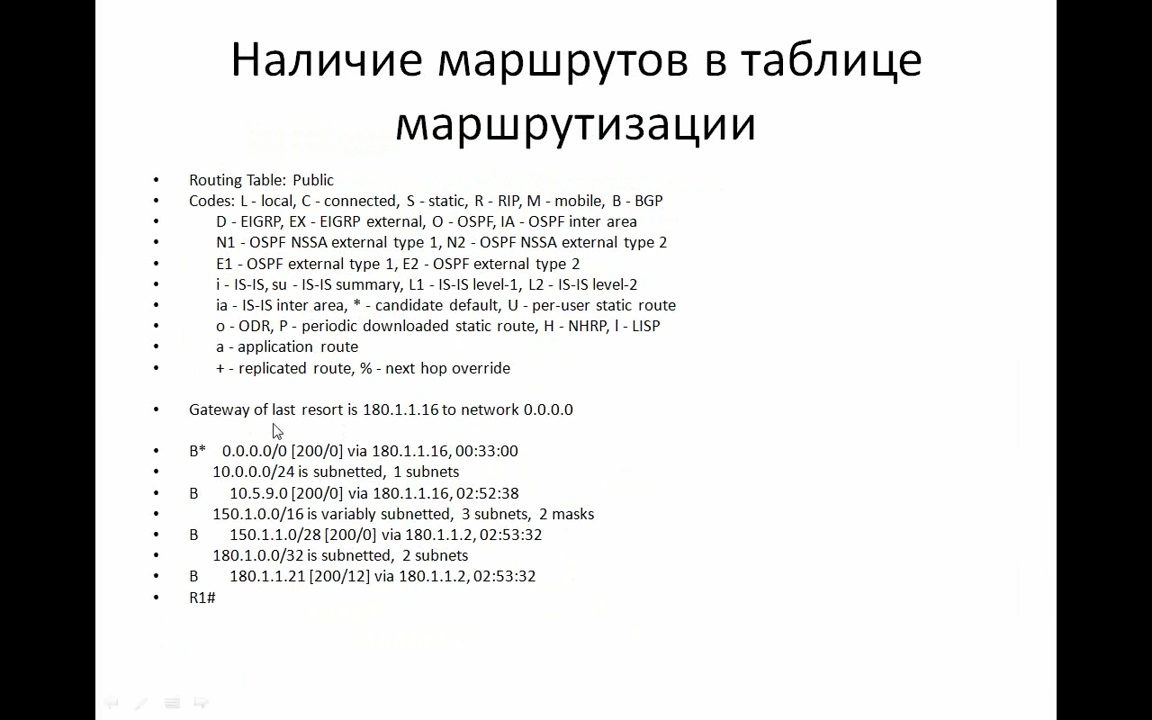 Наличие маршрутов в таблице
маршрутизации
• Routing Table: Public
• Codes: L - local, C - connected, S - static, R - RIP, M - mobile, B - BGP
• D - EIGRP, EX - EIGRP external, O - OSPF, IA - OSPF inter area
• N1 - OSPF NSSA external type 1, N2 - OSPF NSSA external type 2
• E1 - OSPF external type 1, E2 - OSPF external type 2
• i - IS-IS, su - IS-IS summary, L1 - IS-IS level-1, L2 - IS-IS level-2
• ia - IS-IS inter area, * - candidate default, U - per-user static route
• o - ODR, P - periodic downloaded static route, H - NHRP, l - LISP
• a - application route
• + - replicated route, % - next hop override
• Gateway of last resort is 180.1.1.16 to network 0.0.0.0
• B* 0.0.0.0/0 [200/0] via 180.1.1.16, 00:33:00
• 10.0.0.0/24 is subnetted, 1 subnets
• B 10.5.9.0 [200/0] via 180.1.1.16, 02:52:38
• 150.1.0.0/16 is variably subnetted, 3 subnets, 2 masks
• B 150.1.1.0/28 [200/0] via 180.1.1.2, 02:53:32
• 180.1.0.0/32 is subnetted, 2 subnets
• B 180.1.1.21 [200/12] via 180.1.1.2, 02:53:32
• R1#